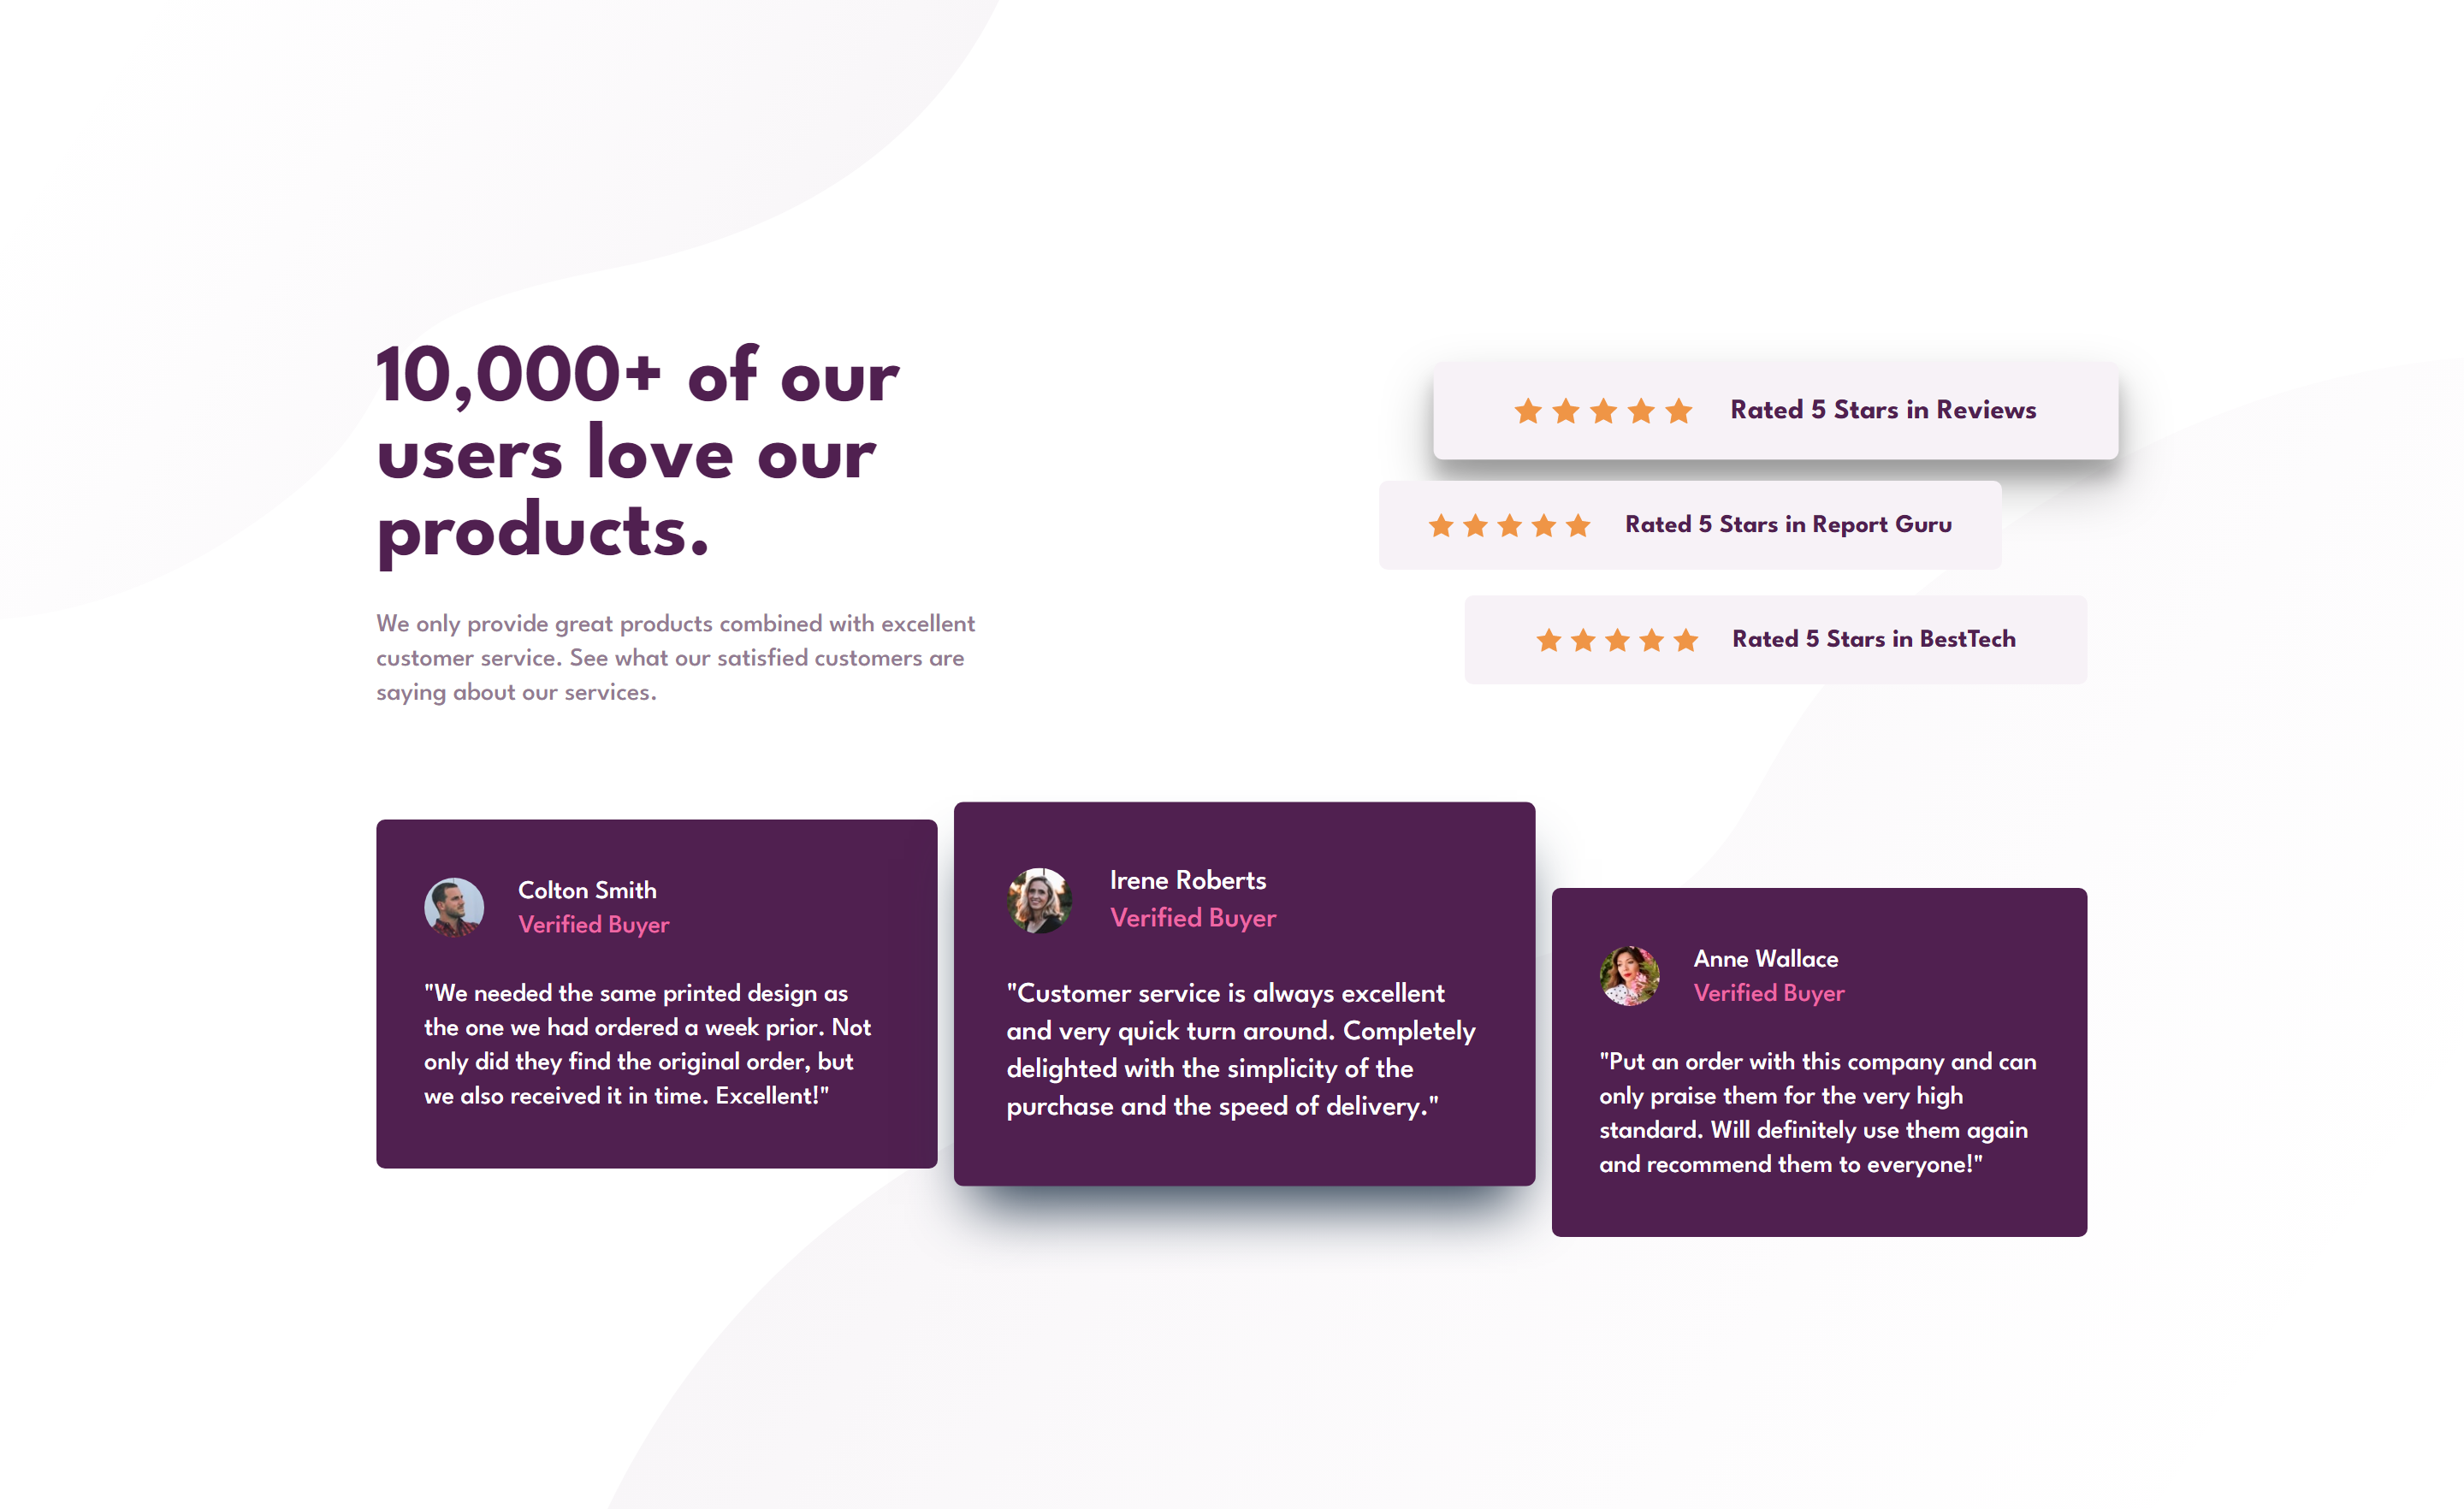 10,000+ of our
users love our
products.
We only provide great products combined with excellent
customer service. See what our satisfied customers are
saying about our services.
Rated 5 Stars in Reviews
Rated 5 Stars in Report Guru
Rated 5 Stars in BestTech
Colton Smith
Verified Buyer
"We needed the same printed design as
the one we had ordered a week prior. Not
only did they find the original order, but
we also received it in time. Excellent!"
Irene Roberts
Verified Buyer
"Customer service is always excellent
and very quick turn around. Completely
delighted with the simplicity of the
purchase and the speed of delivery."
Anne Wallace
Verified Buyer
"Put an order with this company and can
only praise them for the very high
standard. Will definitely use them again
and recommend them to everyone!"